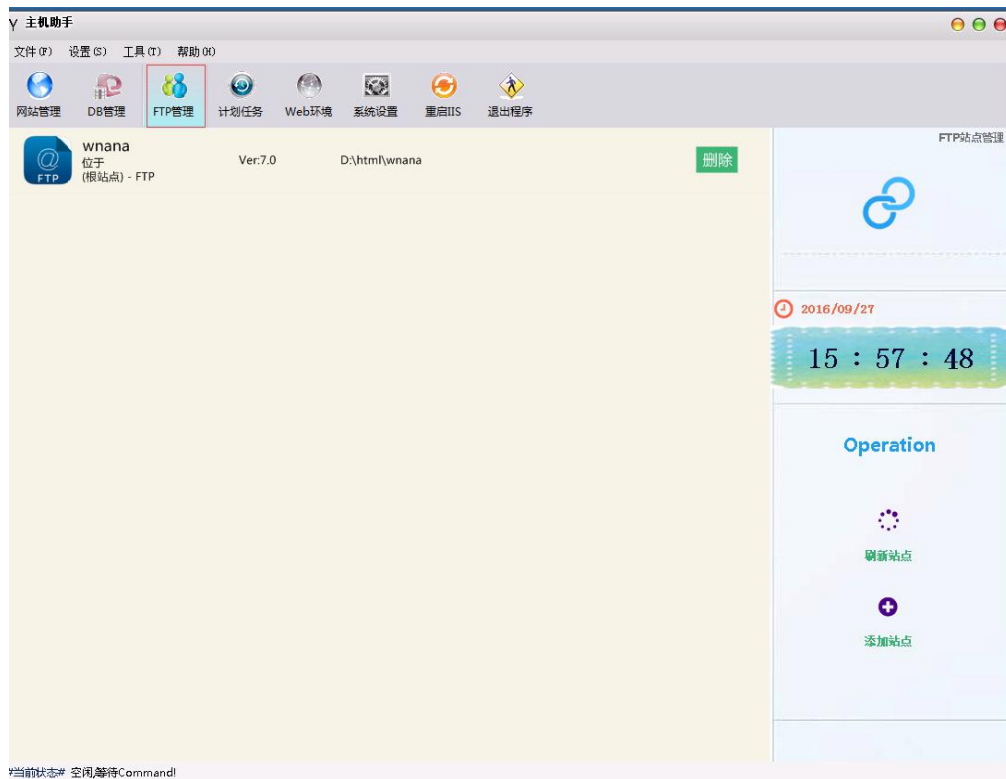 Y 主机助手
文件(F) 设置(S) 工具(T) 帮助(H)
网站管理 DB管理 FTP管理 计划任务 Web环境 系统设置 重启IIS 退出程序
wnana
位于
(根站点) - FTP
Ver:7.0
D:\html\wnana
删除
@
FTP
FTP站点管理
2016/09/27
15 : 57 : 48
Operation
刷新站点
添加站点
#当前状态# 空闲,等待Command!